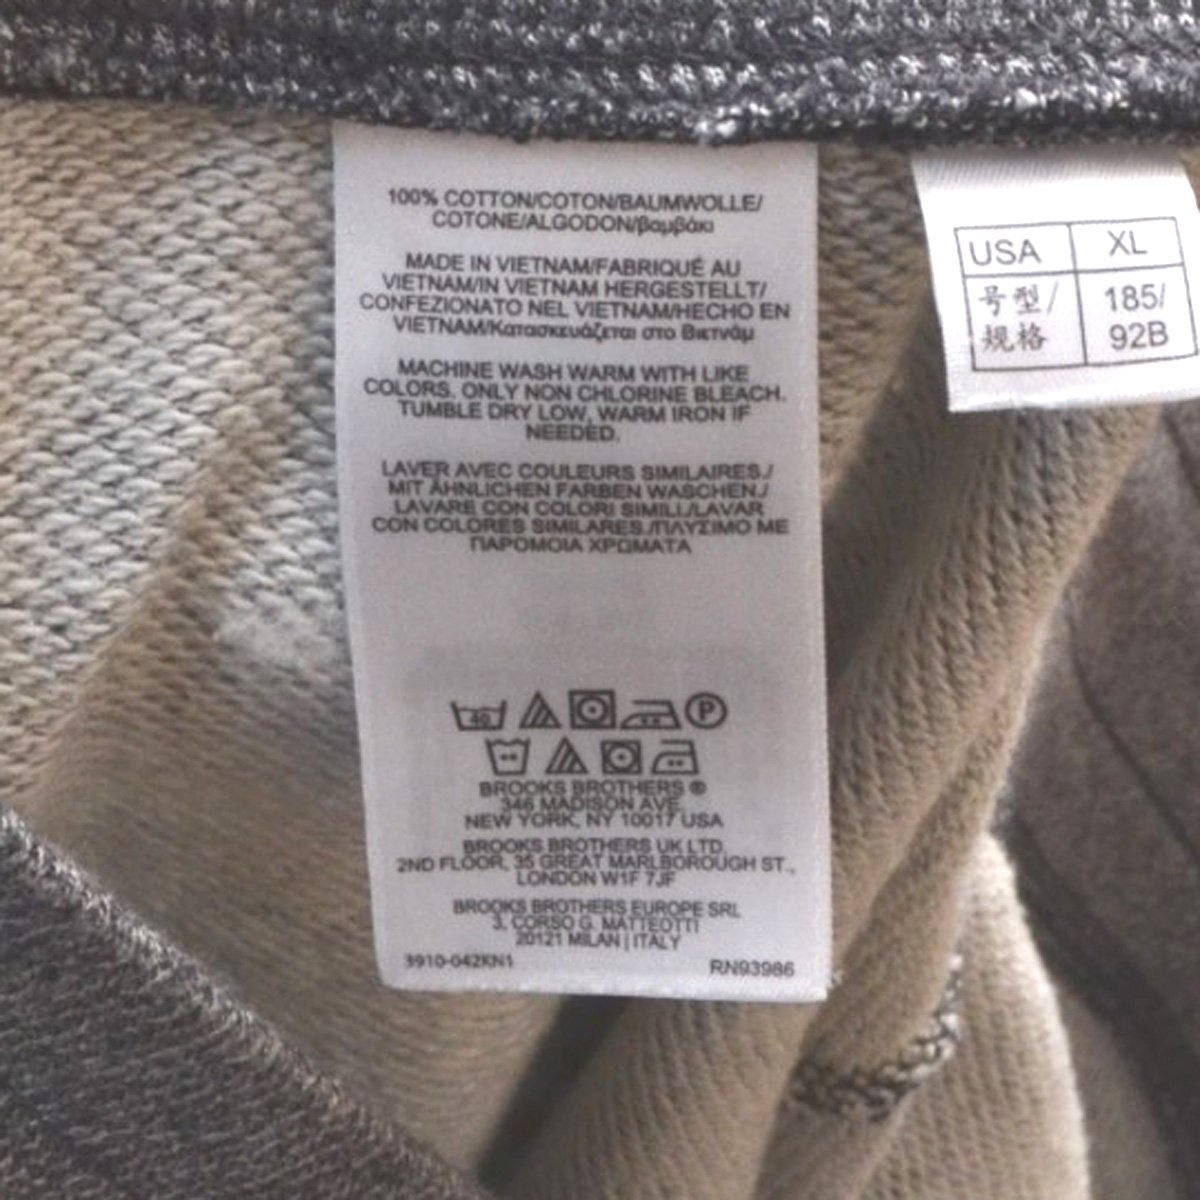 100% COTTON/COTON/BAUMWOLLE/
COTONE/ALGODON/βαμβάκι
MADE IN VIETNAM/FABRIQUÉ AU
VIETNAM/IN VIETNAM HERGESTELLT/
CONFEZIONATO NEL VIETNAM/HECHO EN
VIETNAM/Κατασκευάζεται στο Βιετνάμ
MACHINE WASH WARM WITH LIKE
COLORS. ONLY NON CHLORINE BLEACH.
TUMBLE DRY LOW, WARM IRON IF
NEEDED.
LAVER AVEC COULEURS SIMILAIRES./
MIT ÄHNLICHEN FARBEN WASCHEN./
LAVARE CON COLORI SIMILI/LAVAR
CON COLORES SIMILARES./ΠΛΥΣΙΜΟ ΜΕ
ΠΑΡΟΜΟΙΑ ΧΡΩΜΑΤΑ
40 P
BROOKS BROTHERS ®
346 MADISON AVE.
NEW YORK, NY 10017 USA
BROOKS BROTHERS UK LTD.
2ND FLOOR, 35 GREAT MARLBOROUGH ST.,
LONDON W1F 7JF
BROOKS BROTHERS EUROPE SRL
3, CORSO G. MATTEOTTI
20121 MILAN | ITALY
3910-042KN1 RN93986
USA XL
号型/ 185/
规格 92B